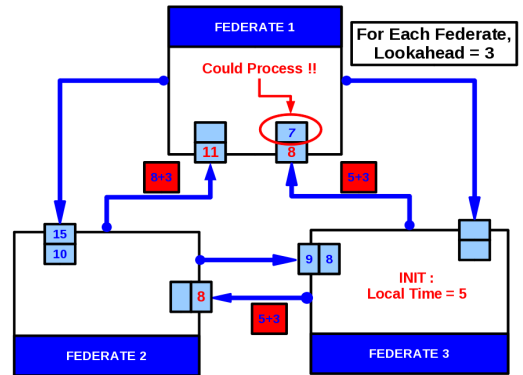 FEDERATE 1
For Each Federate,
Lookahead = 3
Could Process !!
7
11
8
8+3
5+3
15
10
9 8
INIT :
Local Time = 5
8
5+3
FEDERATE 2
FEDERATE 3